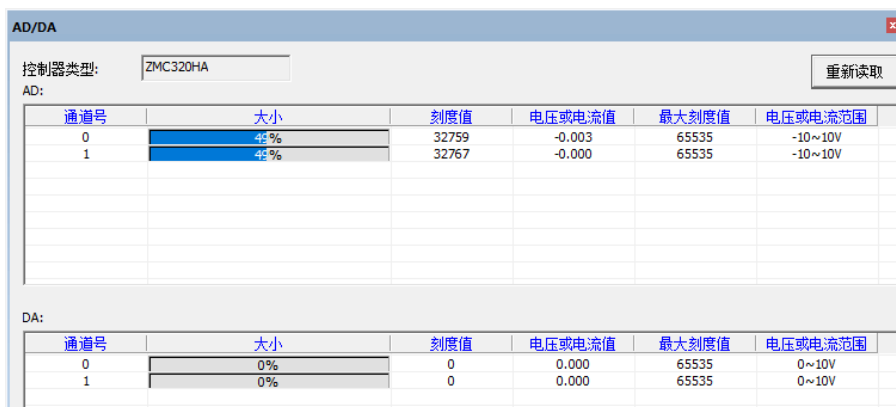 AD/DA
控制器类型: ZMC320HA 重新读取
AD:
通道号 大小 刻度值 电压或电流值 最大刻度值 电压或电流范围
0 49% 32759 -0.003 65535 -10~10V
1 49% 32767 -0.000 65535 -10~10V
DA:
通道号 大小 刻度值 电压或电流值 最大刻度值 电压或电流范围
0 0% 0 0.000 65535 0~10V
1 0% 0 0.000 65535 0~10V